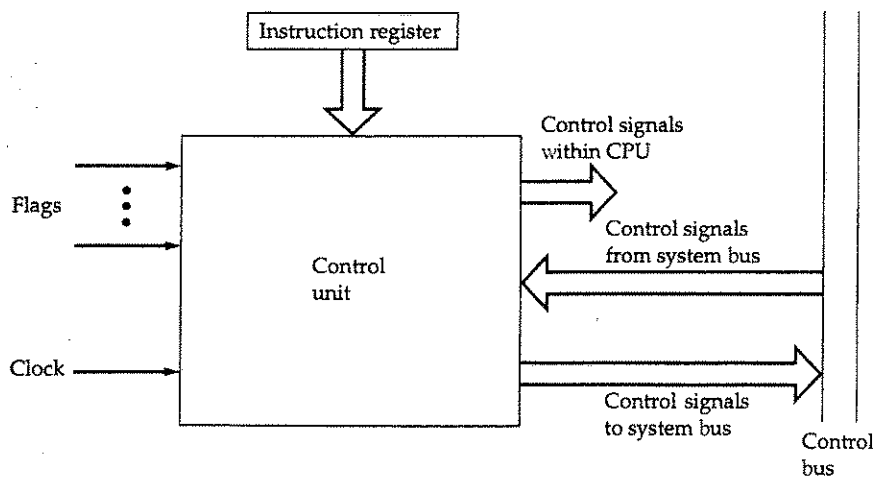 Instruction register
Control signals
within CPU
Flags
Control signals
from system bus
Control
unit
Clock
Control signals
to system bus
Control
bus